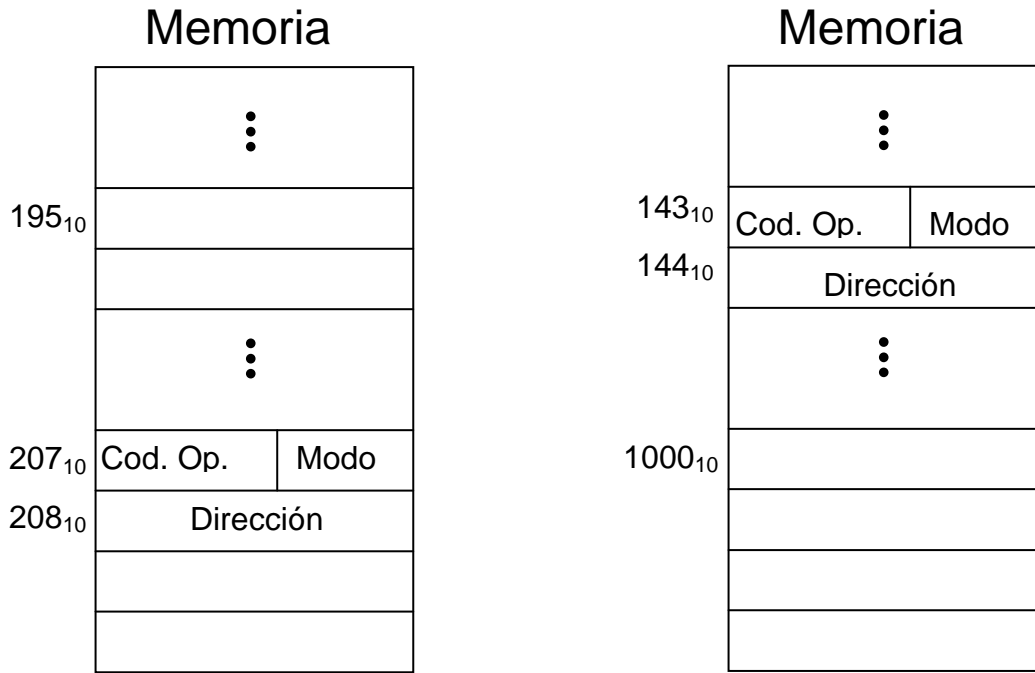 Memoria
195₁₀
207₁₀ Cod. Op. Modo
208₁₀ Dirección
Memoria
143₁₀ Cod. Op. Modo
144₁₀ Dirección
1000₁₀